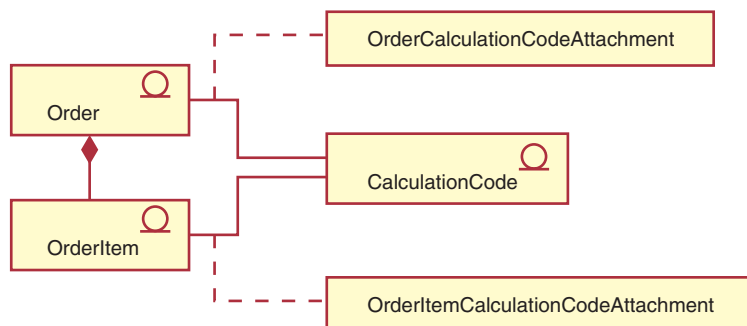 OrderCalculationCodeAttachment
Order
CalculationCode
OrderItem
OrderItemCalculationCodeAttachment